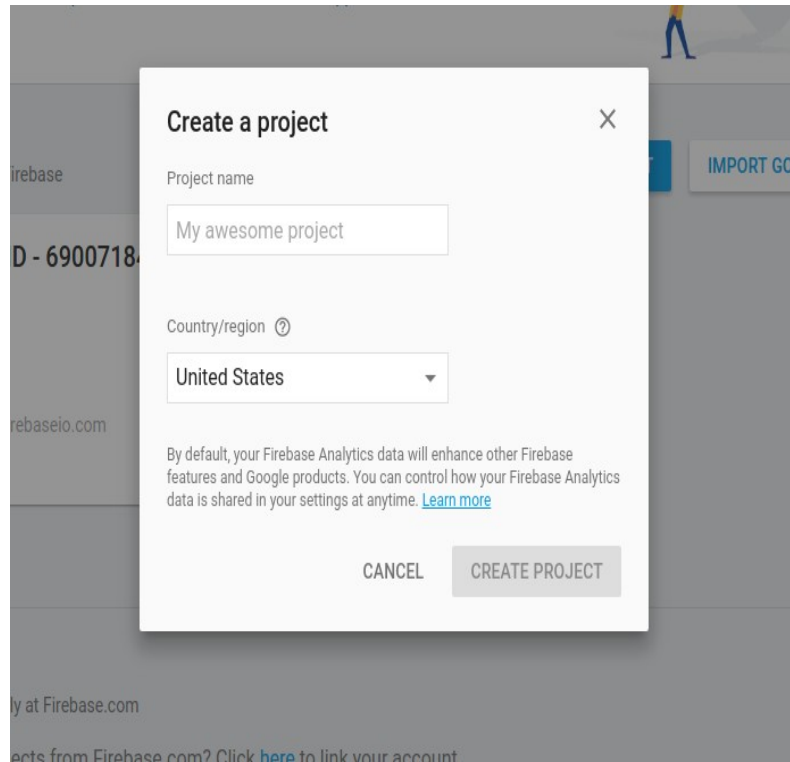 Create a project
irebase
IMPORT GO
Project name
My awesome project
D - 6900718
Country/region ?
United States
rebaseio.com
By default, your Firebase Analytics data will enhance other Firebase
features and Google products. You can control how your Firebase Analytics
data is shared in your settings at anytime. Learn more
CANCEL CREATE PROJECT
ly at Firebase.com
ects from Firebase.com? Click here to link your account